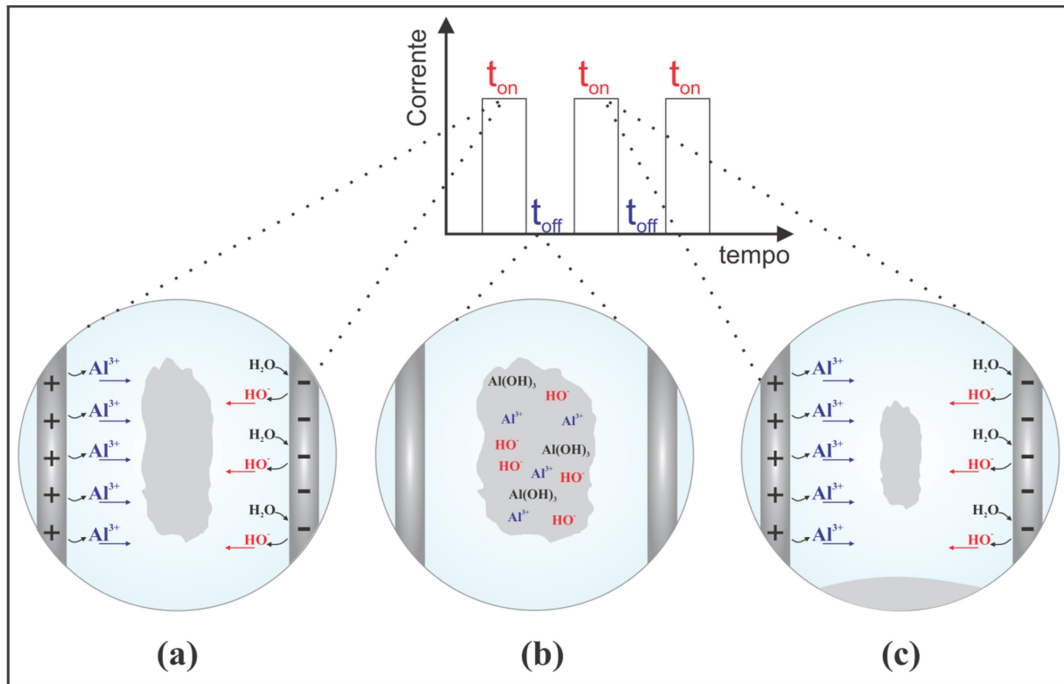 Corrente
t_on t_on t_on
t_off t_off
tempo
Al³⁺ H₂O
+ -
HO⁻
Al³⁺
+ -
H₂O
Al³⁺
+ -
HO⁻
Al³⁺
+ -
H₂O
Al³⁺
+ -
HO⁻
Al(OH)₃
HO⁻
Al³⁺ Al³⁺
HO⁻
Al(OH)₃
HO⁻
Al³⁺ HO⁻
Al(OH)₃
Al³⁺ HO⁻
Al³⁺ H₂O
+ -
HO⁻
Al³⁺
+ -
H₂O
Al³⁺
+ -
HO⁻
Al³⁺
+ -
H₂O
Al³⁺
+ -
HO⁻
(a) (b) (c)